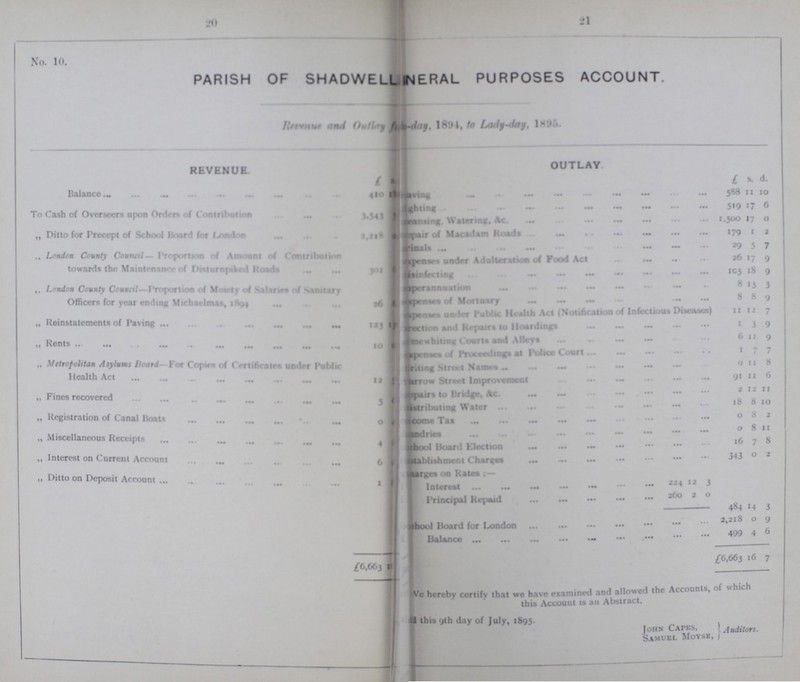 20
21
No. 10.
PARISH OF SHADWELL NERAL PURPOSES ACCOUNT.
Revenue and Outlay -day, 1894, to Lady-day, 1895.
REVENUE.
£
Balance ... 410
To Cash of Overseers upon Orders of Contribution 3,543
„ Ditto for Precept of School Board for London 2,218
„ London County Council—Proportion of Amount of Contribution
towards the Maintenance of Disturnpiked Roads 302
„ London County Council—Proportion of Moiety of Salaries of Sanitary
Officers for year ending Michaelmas, 1894 26
„ Reinstatements of Paving ... 123
„ Rents ... 10
„ Metropolitan Asylums Board—For Copies of Certificates under Public
Health Act 12
„ Fines recovered 5
„ Registration of Canal Boats 0
„ Miscellaneous Receipts 4
„ Interest on Current Account 6
„ Ditto on Deposit Account ... 1
£6,663
OUTLAY.
£ s. d.
aving 588 11 10
ghting 519 17 6
eansing, Watering, &c. 1,500 17 0
pair of Macadam Roads 179 1 2
rinals 29 5 7
penses under Adulteration of Food Act 26 17 9
isinfecting 103 18 9
perannuation 8 13 3
penses of Mortuary 8 8 9
penses under Public Health Act (Notification of Infectious Diseases) 11 12 7
rection and Repairs to Hoardings 1 3 9
mewhiting Courts and Alleys 6 11 9
penses of Proceedings at Police Court ... 1 7 7
riting Street Names 0 11 8
arrow Street Improvement 91 11 6
epairs to Bridge, &c. 2 12 11
istributing Water 18 8 10
come Tax 0 8 2
undries 0 8 11
chool Board Election 16 7 8
stablishment Charges 343 0 2
harges on Rates :—
Interest ... 224 12 3
Principal Repaid 260 2 0
484 14 3
chool Board for London 2,218 0 9
Balance ... 499 4 6
£6,663 16 7
We hereby certify that we have examined and allowed the Accounts, of which
this Account is an Abstract.
this 9th day of July, 1895.
John Capes,
Samuel Moyse, } Auditors.